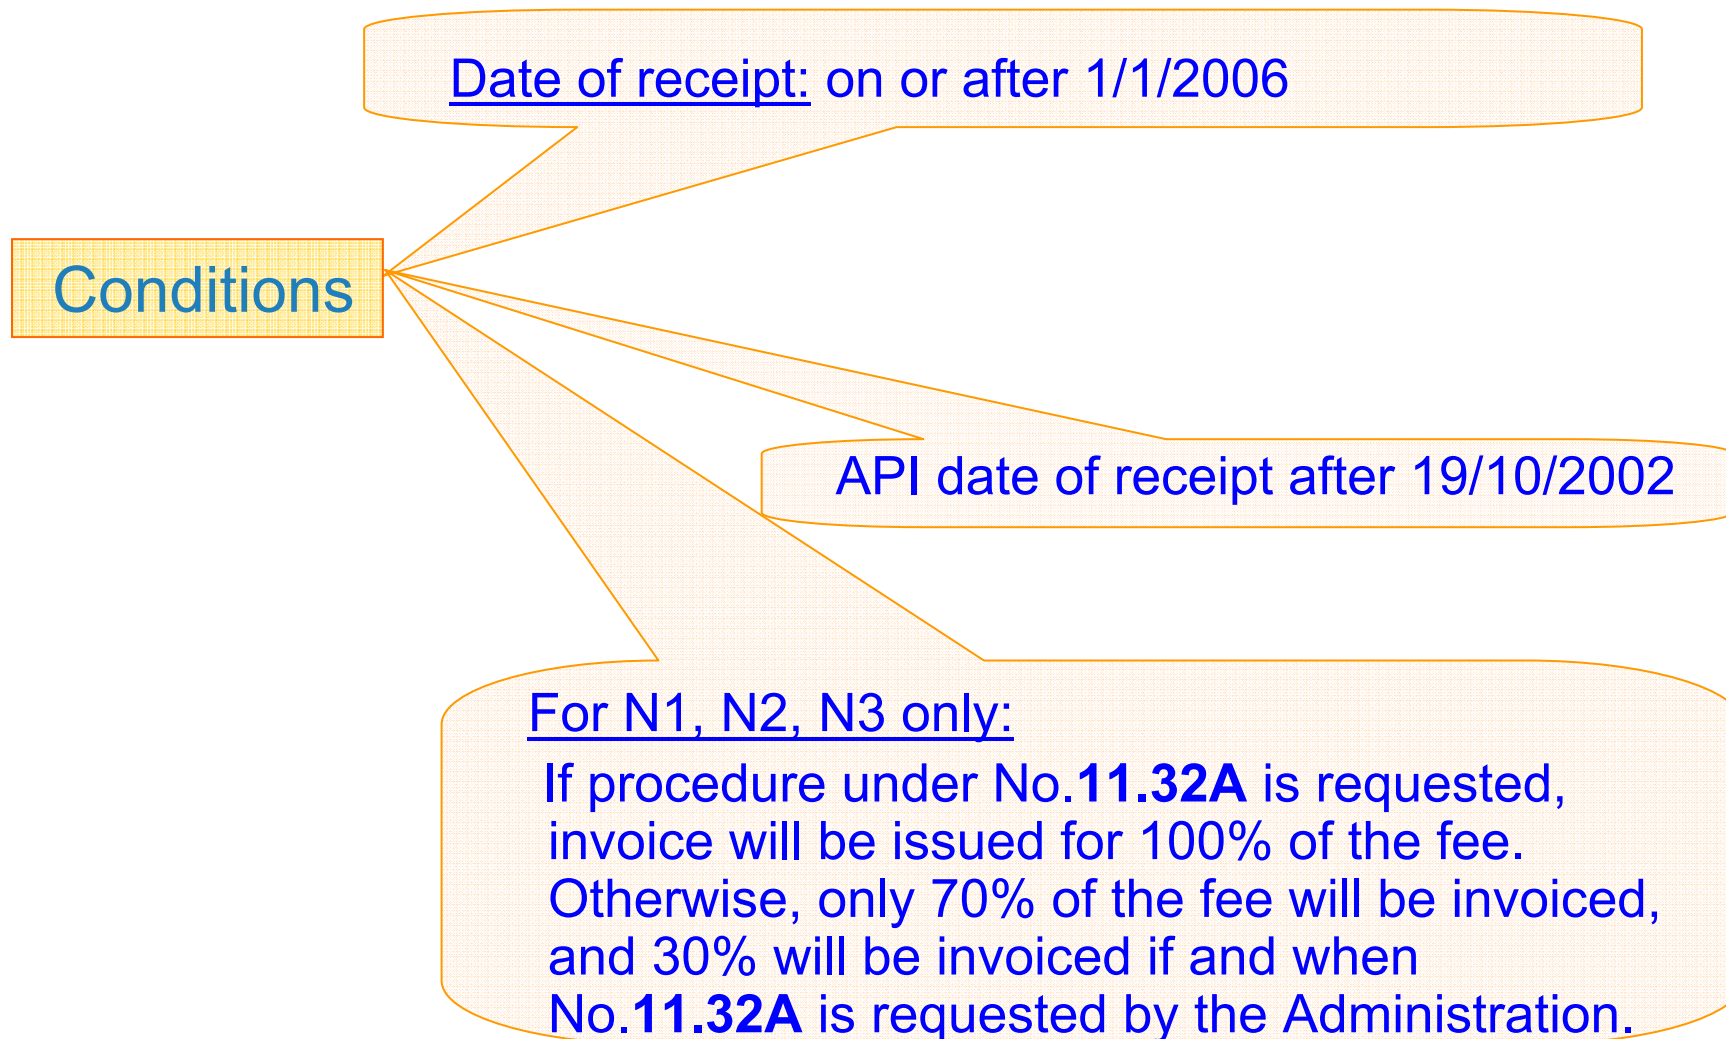 Date of receipt: on or after 1/1/2006
Conditions
API date of receipt after 19/10/2002
For N1, N2, N3 only:
If procedure under No.11.32A is requested,
invoice will be issued for 100% of the fee.
Otherwise, only 70% of the fee will be invoiced,
and 30% will be invoiced if and when
No.11.32A is requested by the Administration.